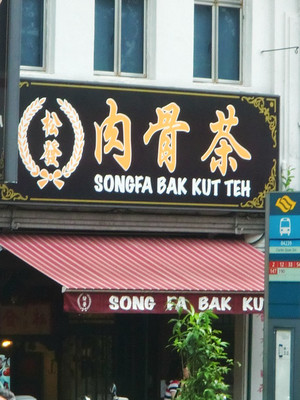 松發
肉骨茶
SONGFA BAK KUT TEH
SONG FA BAK KU